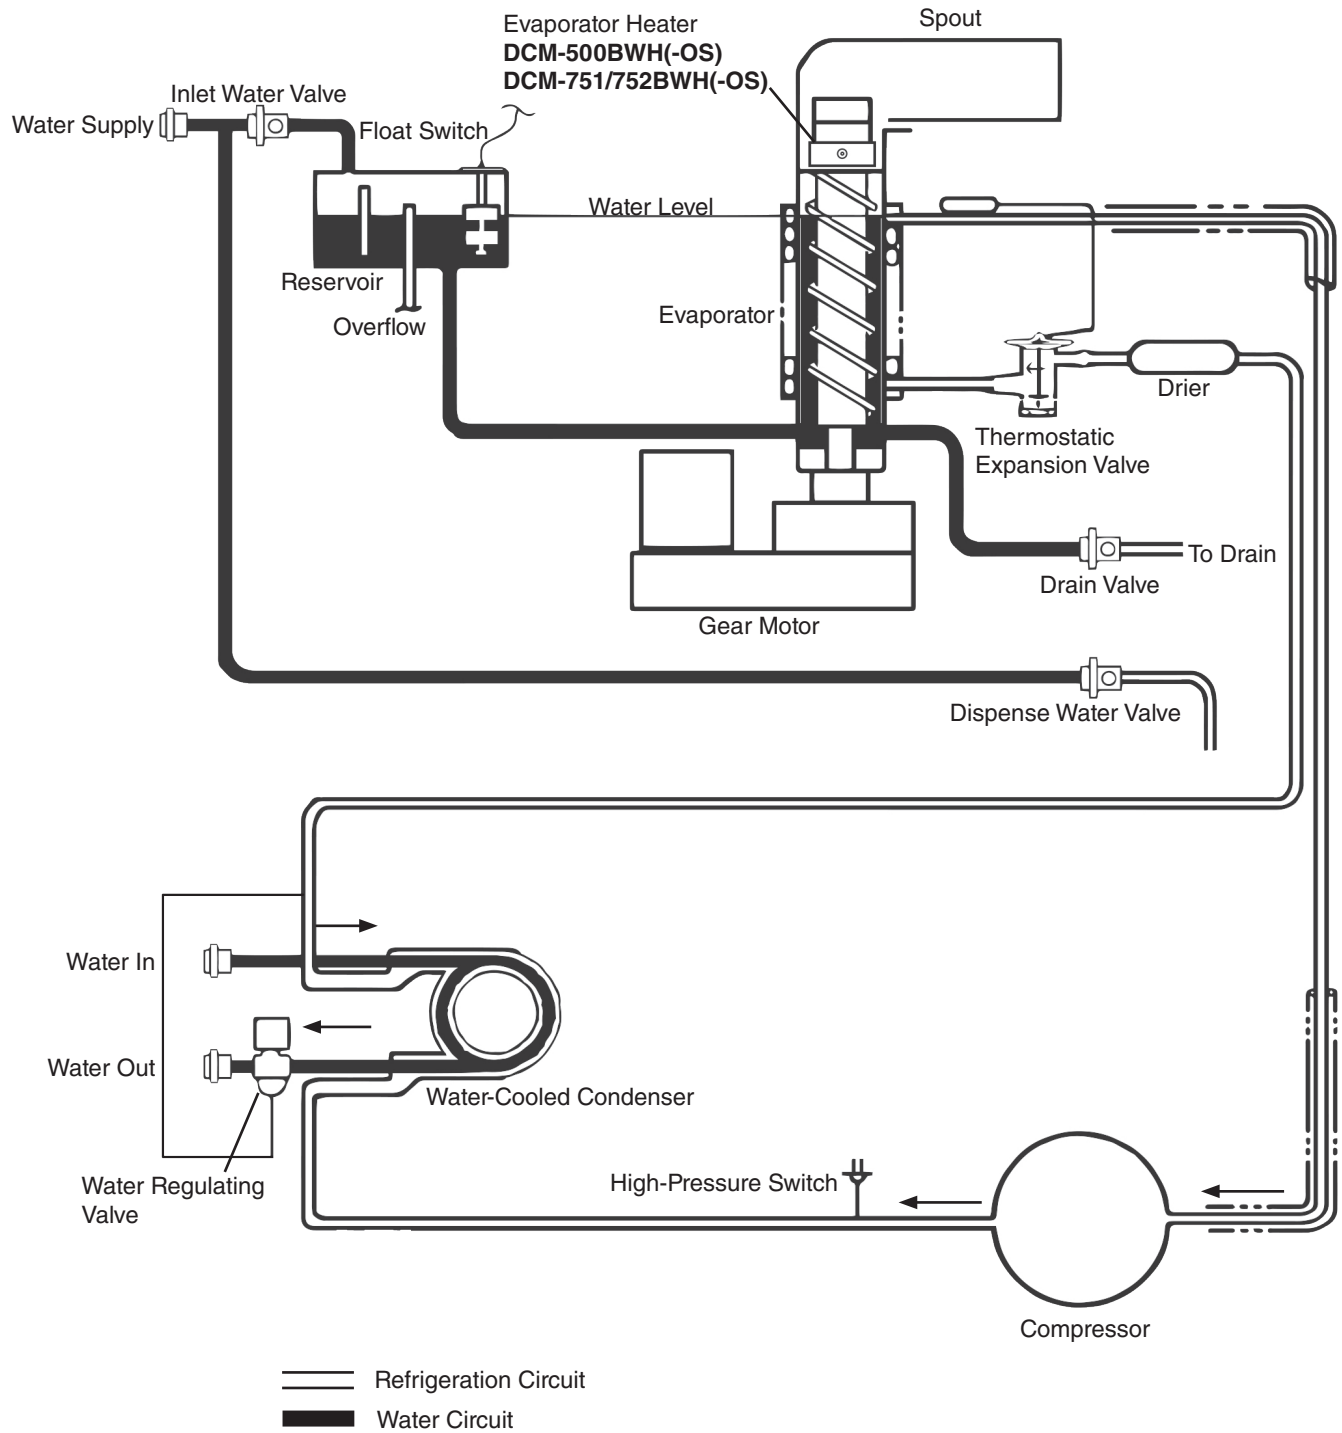 Spout
Evaporator Heater
DCM-500BWH(-OS)
DCM-751/752BWH(-OS)
Inlet Water Valve
Water Supply
Float Switch
Water Level
Reservoir
Overflow
Evaporator
Drier
Thermostatic
Expansion Valve
To Drain
Drain Valve
Gear Motor
Dispense Water Valve
Water In
Water Out
Water-Cooled Condenser
Water Regulating
Valve
High-Pressure Switch
Compressor
Refrigeration Circuit
Water Circuit